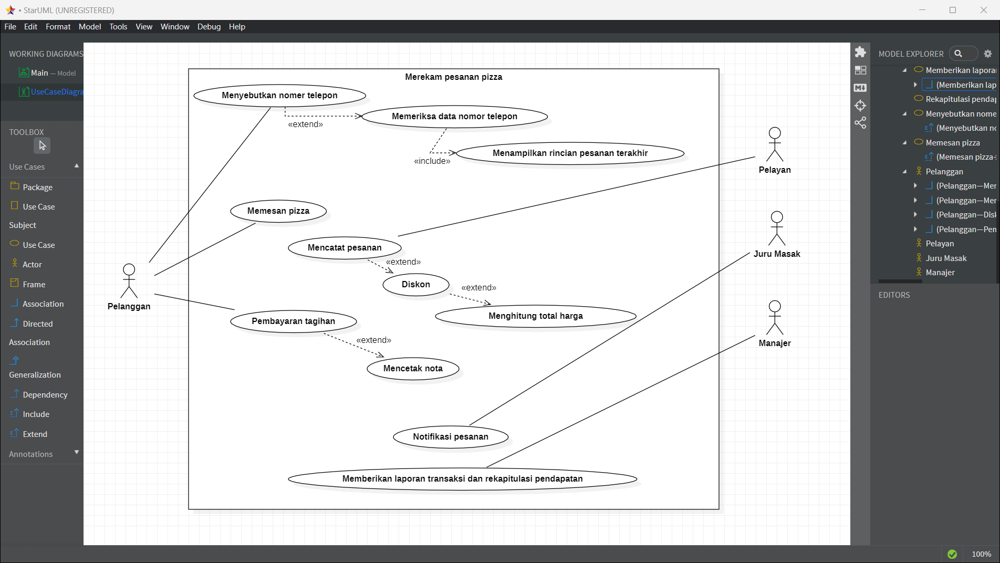 • StarUML (UNREGISTERED)
File Edit Format Model Tools View Window Debug Help
WORKING DIAGRAMS
Main — Model
UseCaseDiagra
TOOLBOX
Use Cases
Package
Use Case
Subject
Use Case
Actor
Frame
Association
Directed
Association
Generalization
Dependency
Include
Extend
Annotations
Merekam pesanan pizza
Menyebutkan nomer telepon
«extend»
Memeriksa data nomor telepon
«include»
Menampilkan rincian pesanan terakhir
Memesan pizza
Mencatat pesanan
«extend»
Diskon
«extend»
Menghitung total harga
Pembayaran tagihan
«extend»
Mencetak nota
Notifikasi pesanan
Memberikan laporan transaksi dan rekapitulasi pendapatan
Pelanggan
Pelayan
Juru Masak
Manajer
MODEL EXPLORER
Memberikan laporan
(Memberikan lap
Rekapitulasi pendap
Menyebutkan nome
(Menyebutkan no
Memesan pizza
(Memesan pizza
Pelanggan
(Pelanggan—Mer
(Pelanggan—Mer
(Pelanggan—Disk
(Pelanggan—Pem
Pelayan
Juru Masak
Manajer
EDITORS
100%